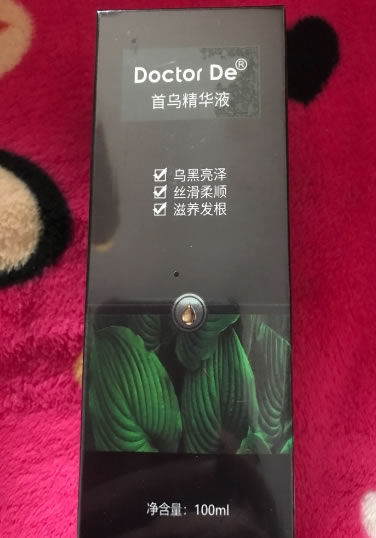 Doctor De®
首乌精华液
☑ 乌黑亮泽
☑ 丝滑柔顺
☑ 滋养发根
净含量：100ml